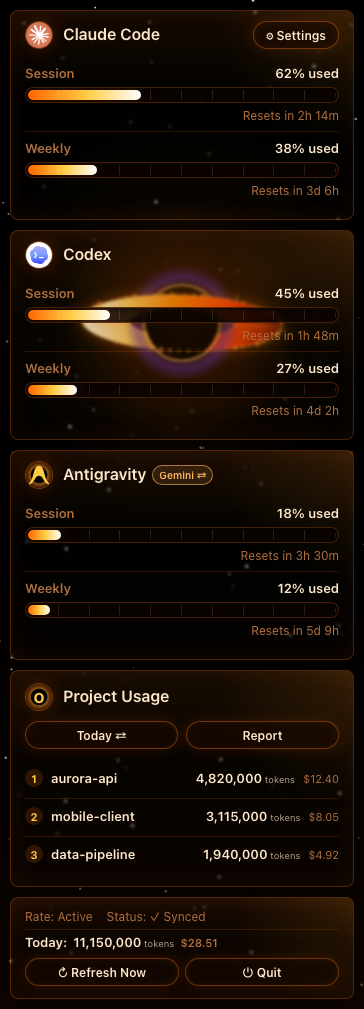 Claude Code
⚙ Settings
Session 62% used
Resets in 2h 14m
Weekly 38% used
Resets in 3d 6h
Codex
Session 45% used
Resets in 1h 48m
Weekly 27% used
Resets in 4d 2h
Antigravity Gemini ⇄
Session 18% used
Resets in 3h 30m
Weekly 12% used
Resets in 5d 9h
Project Usage
Today ⇄ Report
1 aurora-api 4,820,000 tokens $12.40
2 mobile-client 3,115,000 tokens $8.05
3 data-pipeline 1,940,000 tokens $4.92
Rate: Active Status: ✓ Synced
Today: 11,150,000 tokens $28.51
↻ Refresh Now ⏻ Quit